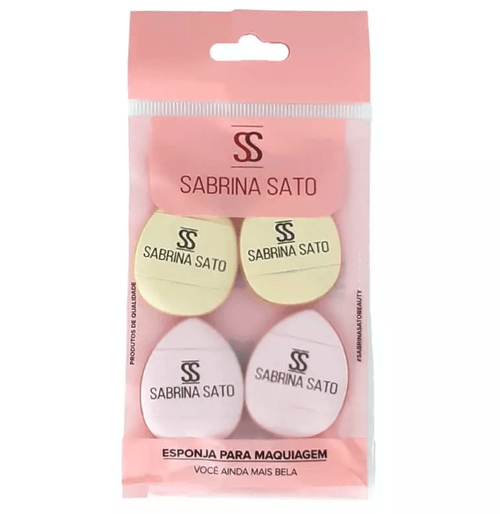 SS
SABRINA SATO
SS
SABRINA SATO
SS
SABRINA SATO
SS
SABRINA SATO
SS
SABRINA SATO
PRODUTOS DE QUALIDADE
#SABRINASATOBEAUTY
ESPONJA PARA MAQUIAGEM
VOCÊ AINDA MAIS BELA